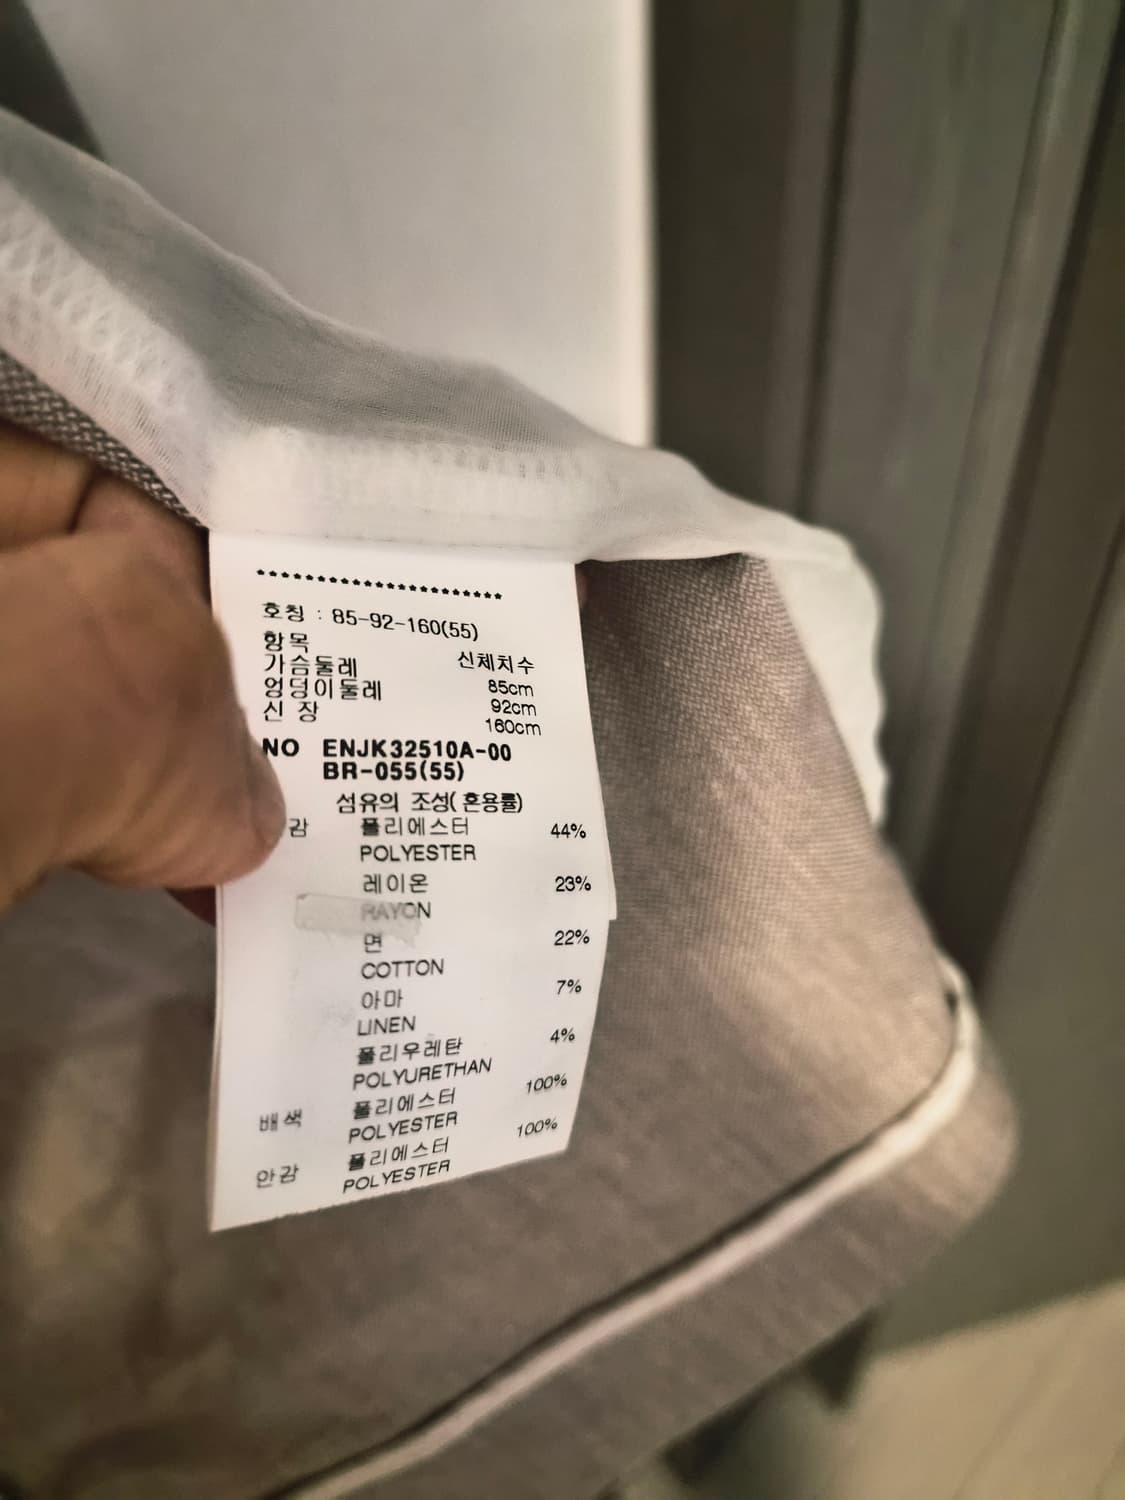 호칭 : 85-92-160(55)
항목 신체치수
가슴둘레 85cm
엉덩이둘레 92cm
신 장 160cm
NO ENJK32510A-00
BR-055(55)
섬유의 조성(혼용률)
감 폴리에스터 44%
POLYESTER
레이온 23%
RAYON
면 22%
COTTON
아마 7%
LINEN
폴리우레탄 4%
POLYURETHAN
배색 폴리에스터 100%
POLYESTER
안감 폴리에스터 100%
POLYESTER